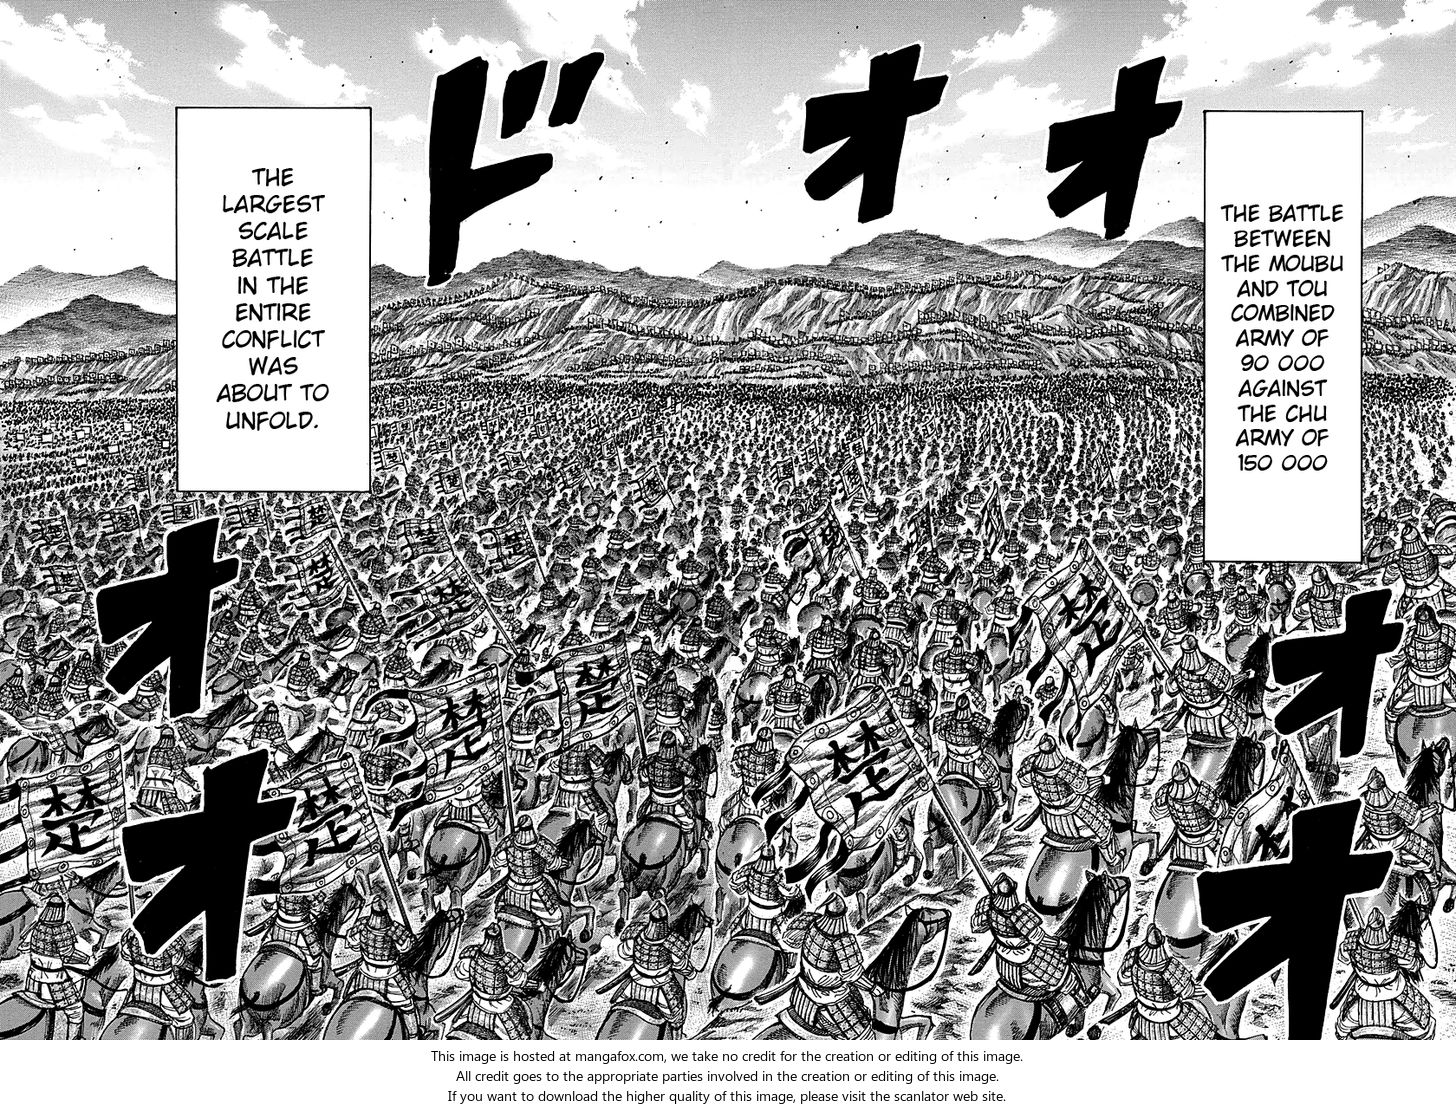 THE BATTLE
BETWEEN
THE MOUBU
AND TOU
COMBINED
ARMY OF
90 000
AGAINST
THE CHU
ARMY OF
150 000
THE
LARGEST
SCALE
BATTLE
IN THE
ENTIRE
CONFLICT
WAS
ABOUT TO
UNFOLD.
オ
オ
ド
オ
オ
オ
オ
楚
楚
楚
楚
楚
楚
楚
楚
楚
This image is hosted at mangafox.com, we take no credit for the creation or editing of this image.
All credit goes to the appropriate parties involved in the creation or editing of this image.
If you want to download the higher quality of this image, please visit the scanlator web site.